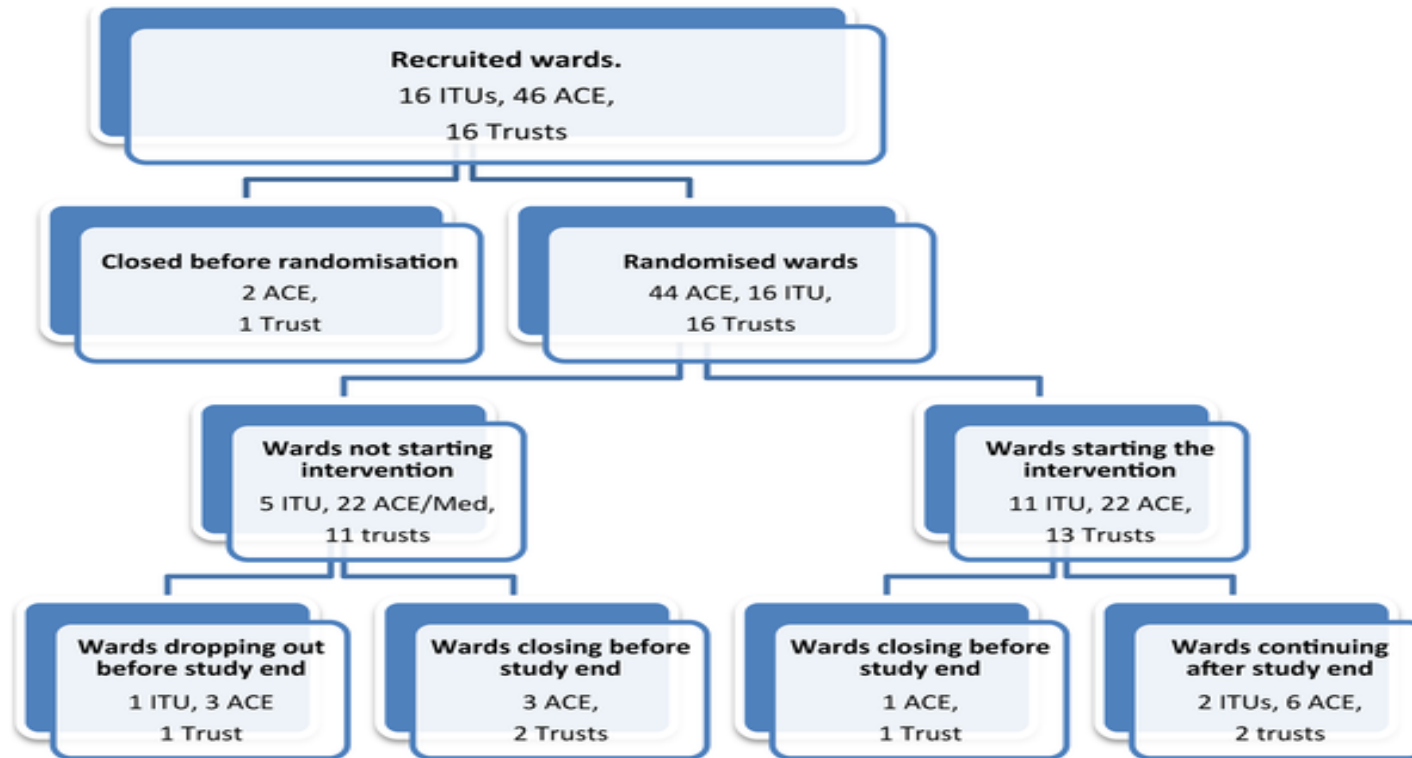 Recruited wards.
16 ITUs, 46 ACE,
16 Trusts
Closed before randomisation
2 ACE,
1 Trust
Randomised wards
44 ACE, 16 ITU,
16 Trusts
Wards not starting
intervention
5 ITU, 22 ACE/Med,
11 trusts
Wards starting the
intervention
11 ITU, 22 ACE,
13 Trusts
Wards dropping out
before study end
1 ITU, 3 ACE
1 Trust
Wards closing before
study end
3 ACE,
2 Trusts
Wards closing before
study end
1 ACE,
1 Trust
Wards continuing
after study end
2 ITUs, 6 ACE,
2 trusts